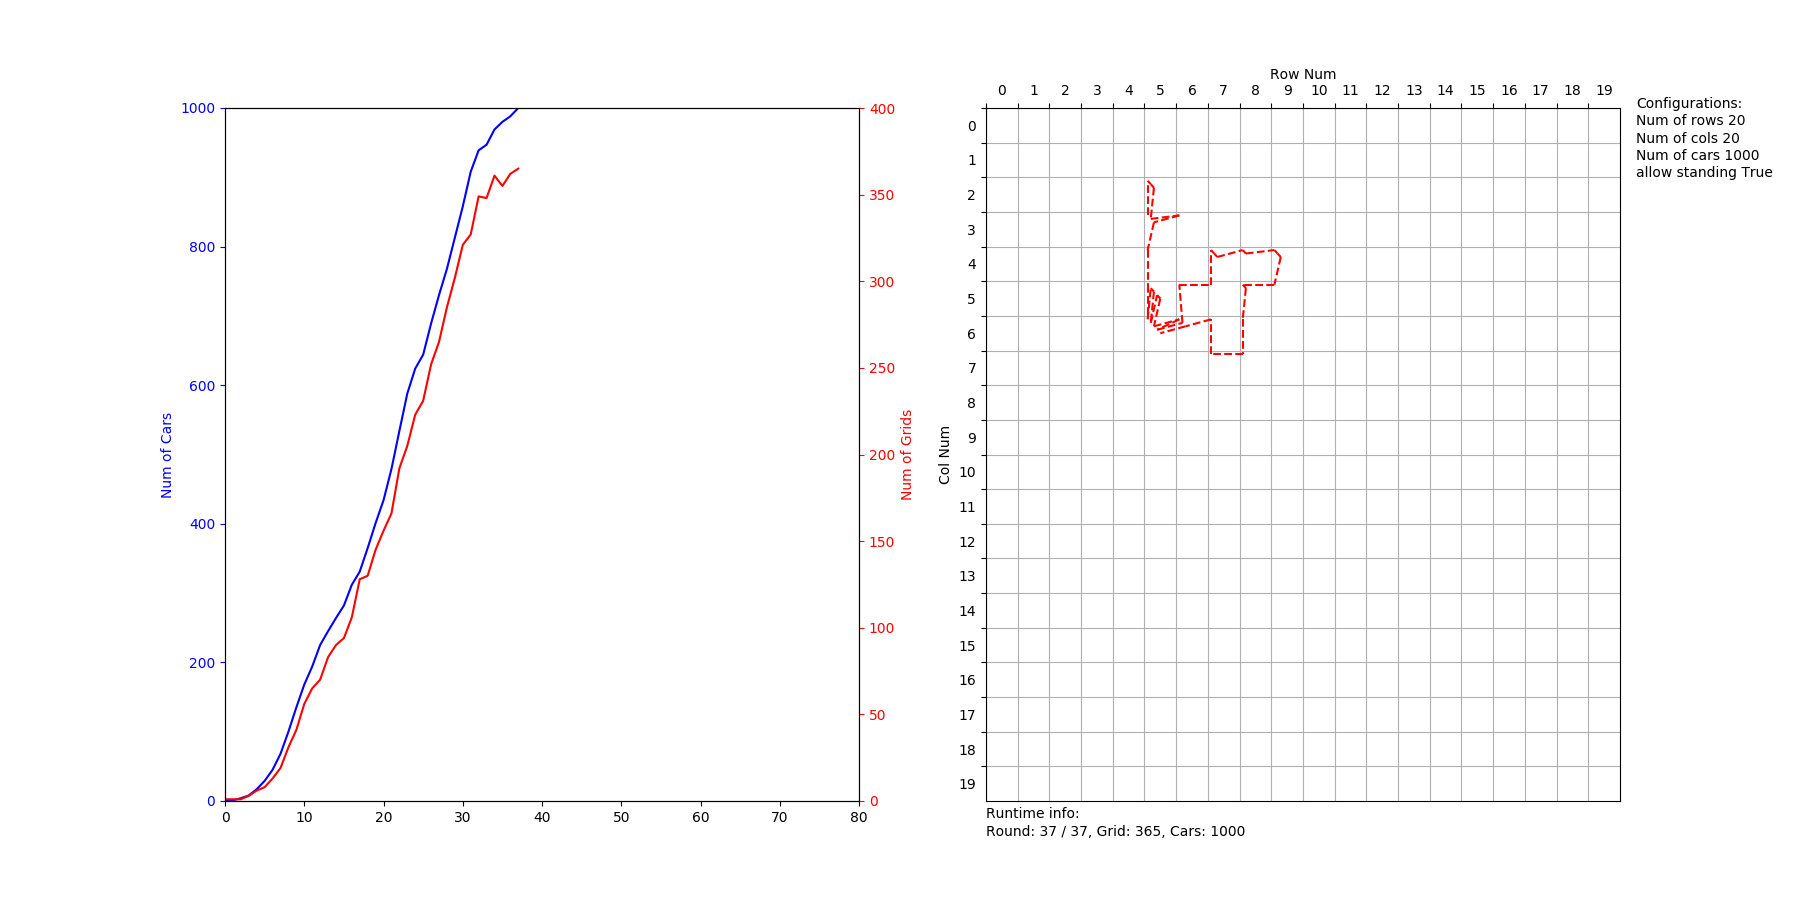 Num of Cars
1000
800
600
400
200
0
0 10 20 30 40 50 60 70 80
400
350
300
250
200
150
100
50
0
Num of Grids
Row Num
0 1 2 3 4 5 6 7 8 9 10 11 12 13 14 15 16 17 18 19
Col Num
0
1
2
3
4
5
6
7
8
9
10
11
12
13
14
15
16
17
18
19
Configurations:
Num of rows 20
Num of cols 20
Num of cars 1000
allow standing True
Runtime info:
Round: 37 / 37, Grid: 365, Cars: 1000